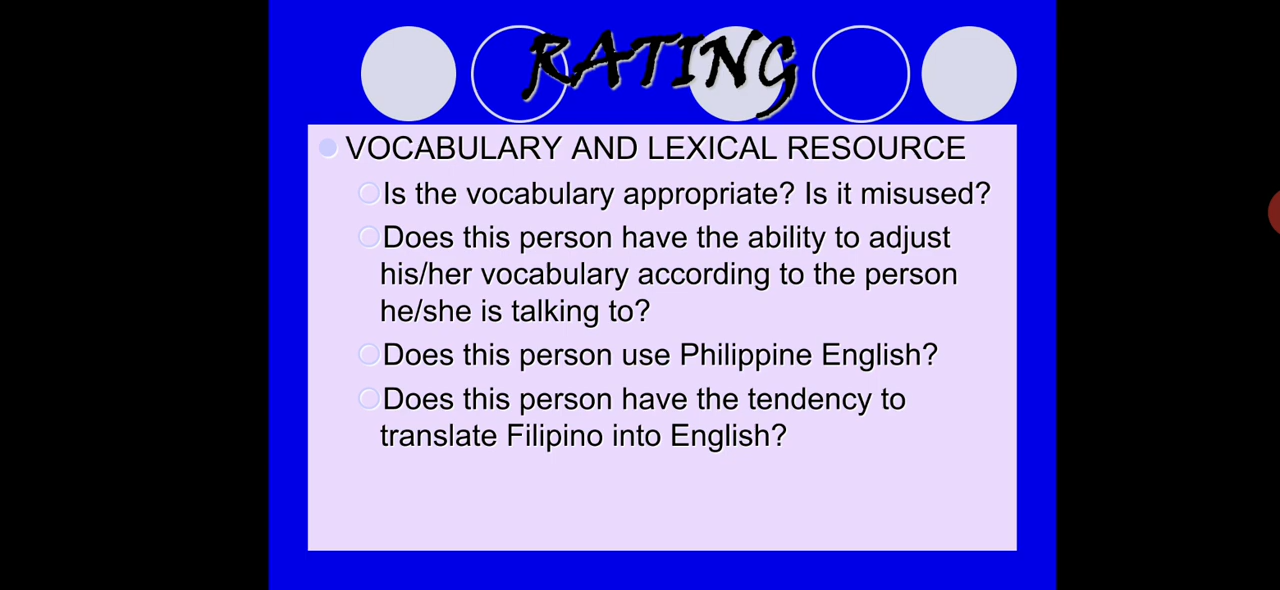 RATING
VOCABULARY AND LEXICAL RESOURCE
Is the vocabulary appropriate? Is it misused?
Does this person have the ability to adjust
his/her vocabulary according to the person
he/she is talking to?
Does this person use Philippine English?
Does this person have the tendency to
translate Filipino into English?